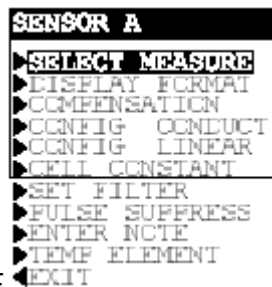 SENSOR A
SELECT MEASURE
DISPLAY FORMAT
COMPENSATION
CONFIG CONDUCT
CONFIG LINEAR
CELL CONSTANT
SET FILTER
PULSE SUPPRESS
ENTER NOTE
TEMP ELEMENT
EXIT